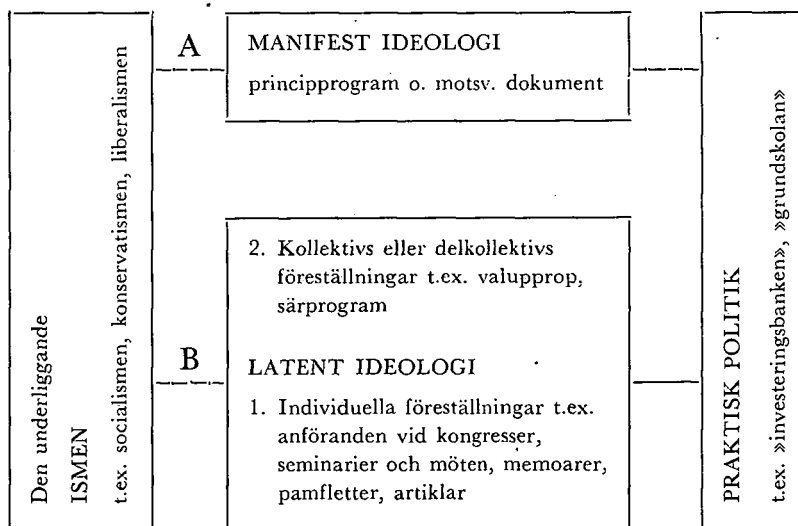 Den underliggande
ISMEN
t.ex. socialismen, konservatismen, liberalismen
A
MANIFEST IDEOLOGI
principprogram o. motsv. dokument
B
2. Kollektivs eller delkollektivs
föreställningar t.ex. valupprop,
särprogram
LATENT IDEOLOGI
1. Individuella föreställningar t.ex.
anföranden vid kongresser,
seminarier och möten, memoarer,
pamfletter, artiklar
PRAKTISK POLITIK
t.ex. »investeringsbanken», »grundskolan»